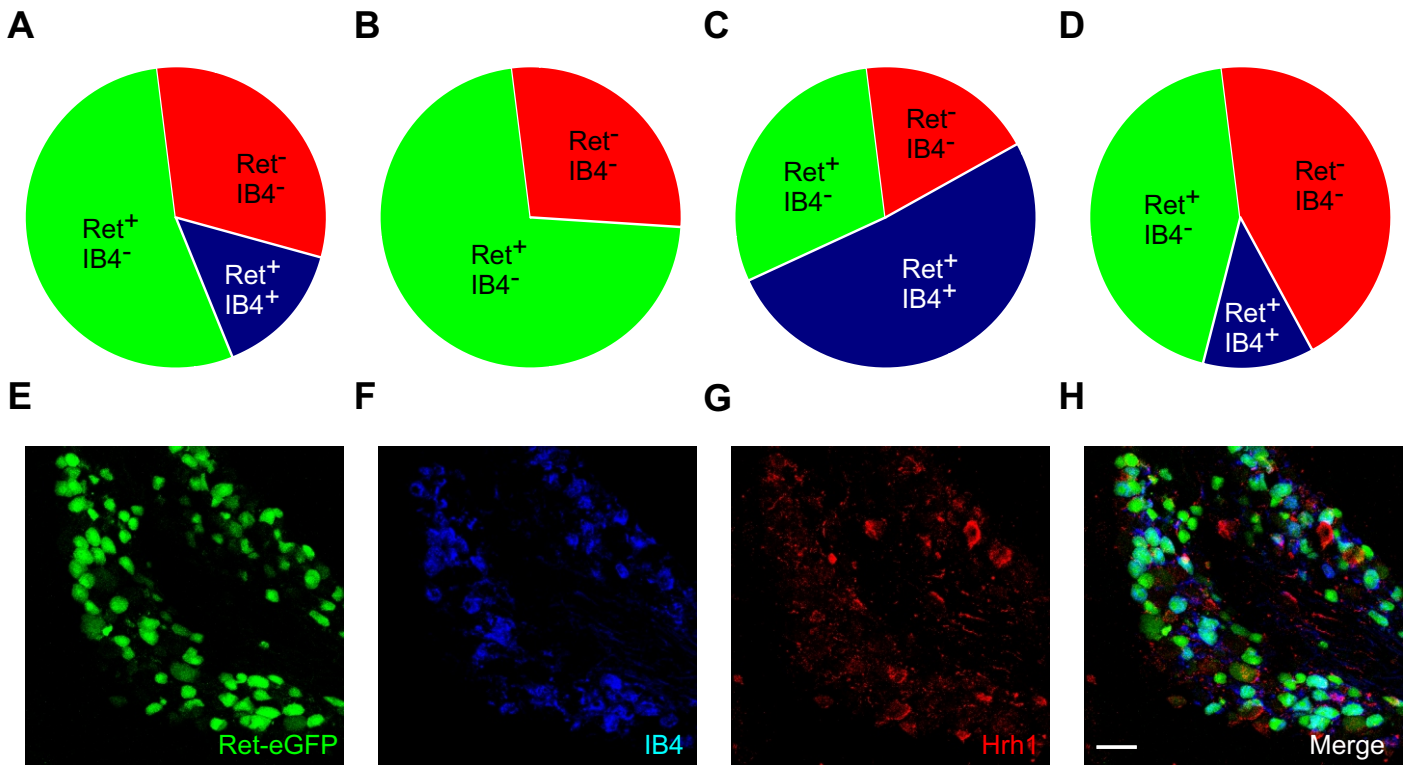 A
B
C
D
Ret⁻
IB4⁻
Ret⁺
IB4⁻
Ret⁺
IB4⁺
Ret⁻
IB4⁻
Ret⁺
IB4⁻
Ret⁻
IB4⁻
Ret⁺
IB4⁻
Ret⁺
IB4⁺
Ret⁻
IB4⁻
Ret⁺
IB4⁻
Ret⁺
IB4⁺
E
F
G
H
Ret-eGFP
IB4
Hrh1
Merge